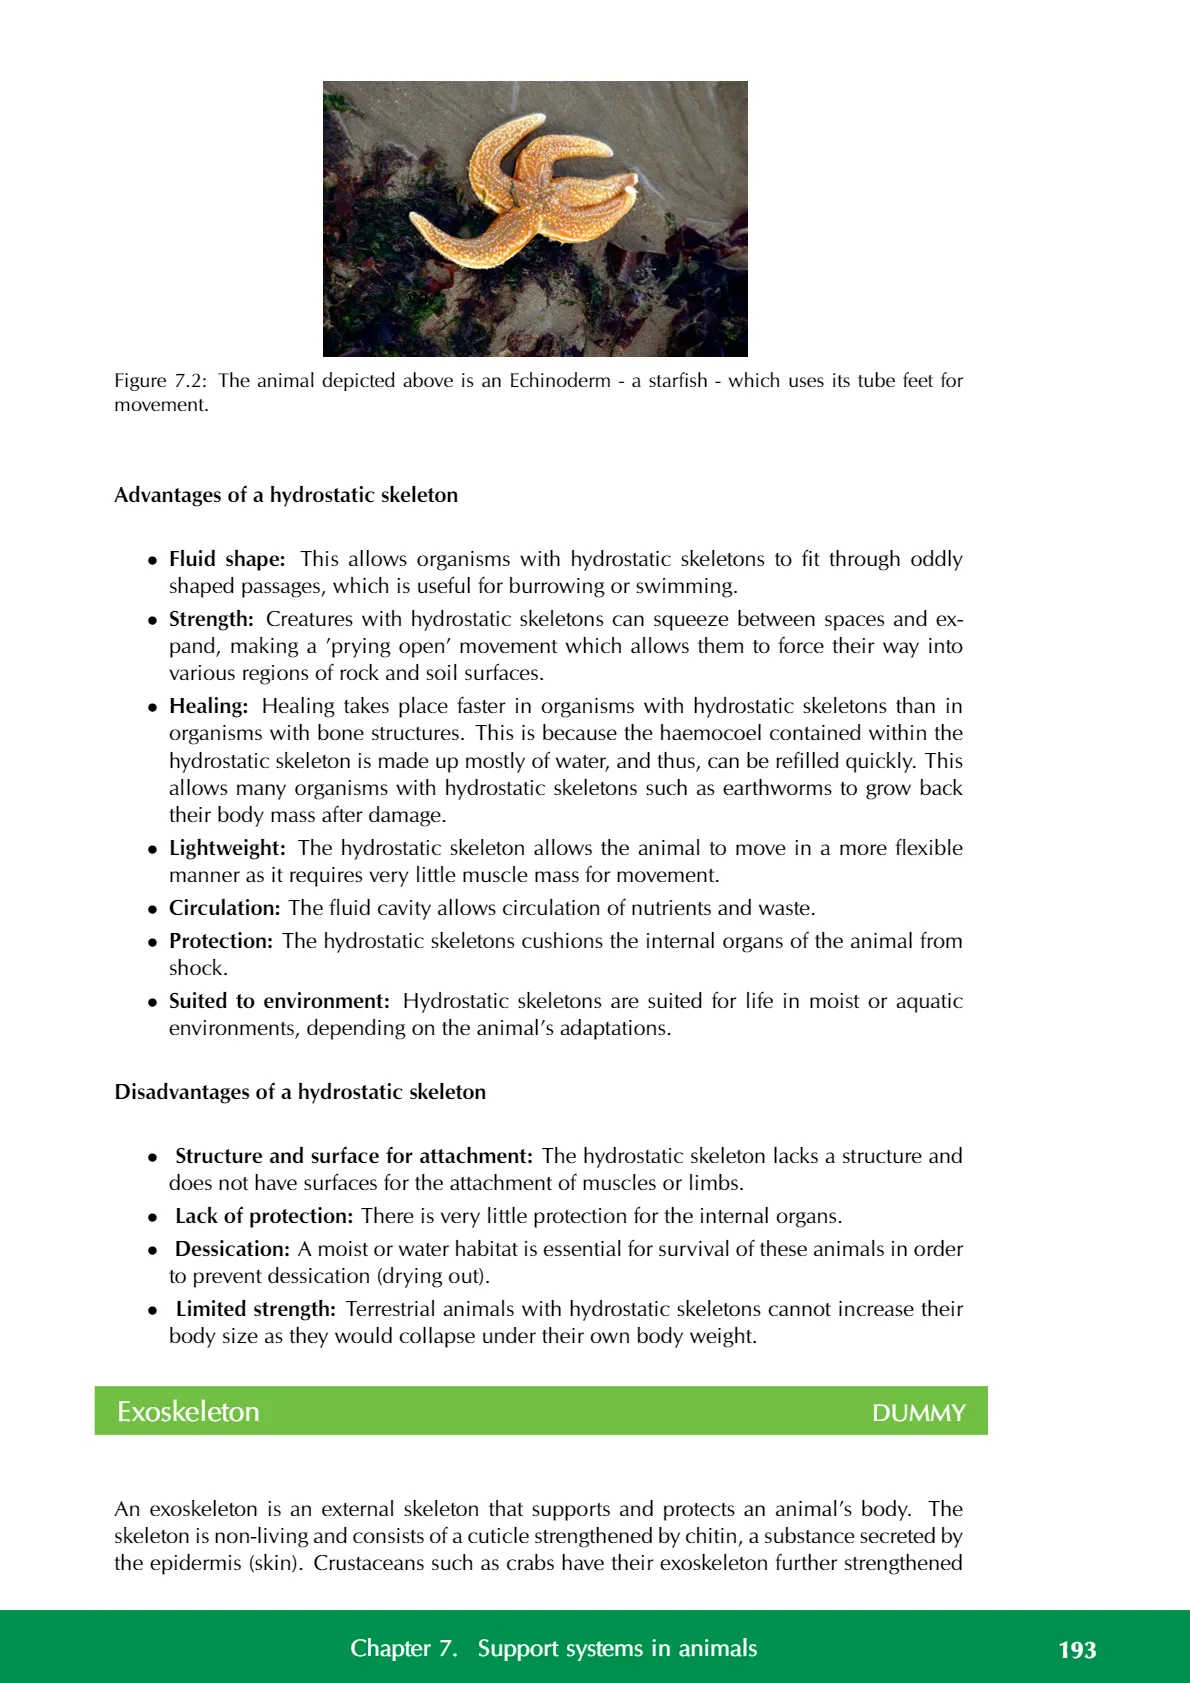 Figure 7.2: The animal depicted above is an Echinoderm - a starfish - which uses its tube feet for
movement.
Advantages of a hydrostatic skeleton
• Fluid shape: This allows organisms with hydrostatic skeletons to fit through oddly
shaped passages, which is useful for burrowing or swimming.
• Strength: Creatures with hydrostatic skeletons can squeeze between spaces and ex-
pand, making a ’prying open’ movement which allows them to force their way into
various regions of rock and soil surfaces.
• Healing: Healing takes place faster in organisms with hydrostatic skeletons than in
organisms with bone structures. This is because the haemocoel contained within the
hydrostatic skeleton is made up mostly of water, and thus, can be refilled quickly. This
allows many organisms with hydrostatic skeletons such as earthworms to grow back
their body mass after damage.
• Lightweight: The hydrostatic skeleton allows the animal to move in a more flexible
manner as it requires very little muscle mass for movement.
• Circulation: The fluid cavity allows circulation of nutrients and waste.
• Protection: The hydrostatic skeletons cushions the internal organs of the animal from
shock.
• Suited to environment: Hydrostatic skeletons are suited for life in moist or aquatic
environments, depending on the animal’s adaptations.
Disadvantages of a hydrostatic skeleton
• Structure and surface for attachment: The hydrostatic skeleton lacks a structure and
does not have surfaces for the attachment of muscles or limbs.
• Lack of protection: There is very little protection for the internal organs.
• Dessication: A moist or water habitat is essential for survival of these animals in order
to prevent dessication (drying out).
• Limited strength: Terrestrial animals with hydrostatic skeletons cannot increase their
body size as they would collapse under their own body weight.
Exoskeleton DUMMY
An exoskeleton is an external skeleton that supports and protects an animal’s body. The
skeleton is non-living and consists of a cuticle strengthened by chitin, a substance secreted by
the epidermis (skin). Crustaceans such as crabs have their exoskeleton further strengthened
Chapter 7. Support systems in animals 193